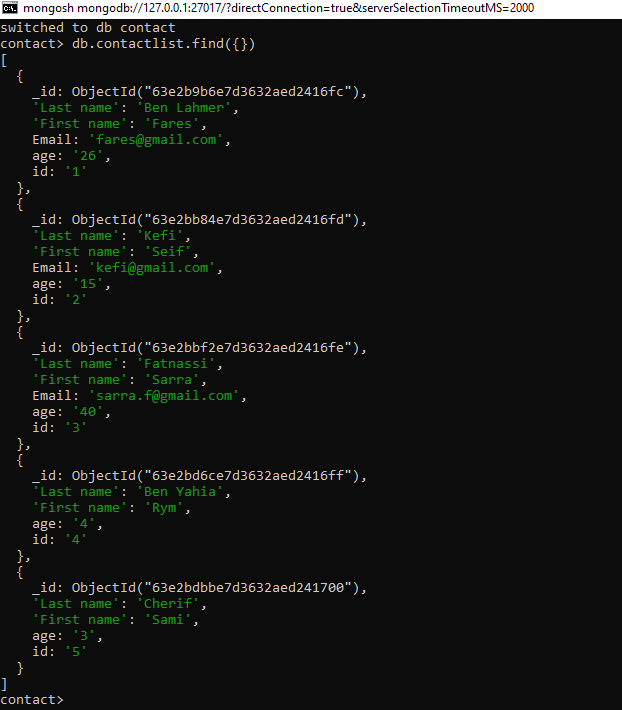 mongosh mongodb://127.0.0.1:27017/?directConnection=true&serverSelectionTimeoutMS=2000
switched to db contact
contact> db.contactlist.find({})
[
  {
    _id: ObjectId("63e2b9b6e7d3632aed2416fc"),
    'Last name': 'Ben Lahmer',
    'First name': 'Fares',
    Email: 'fares@gmail.com',
    age: '26',
    id: '1'
  },
  {
    _id: ObjectId("63e2bb84e7d3632aed2416fd"),
    'Last name': 'Kefi',
    'First name': 'Seif',
    Email: 'kefi@gmail.com',
    age: '15',
    id: '2'
  },
  {
    _id: ObjectId("63e2bbf2e7d3632aed2416fe"),
    'Last name': 'Fatnassi',
    'First name': 'Sarra',
    Email: 'sarra.f@gmail.com',
    age: '40',
    id: '3'
  },
  {
    _id: ObjectId("63e2bd6ce7d3632aed2416ff"),
    'Last name': 'Ben Yahia',
    'First name': 'Rym',
    age: '4',
    id: '4'
  },
  {
    _id: ObjectId("63e2bdbbe7d3632aed241700"),
    'Last name': 'Cherif',
    'First name': 'Sami',
    age: '3',
    id: '5'
  }
]
contact>